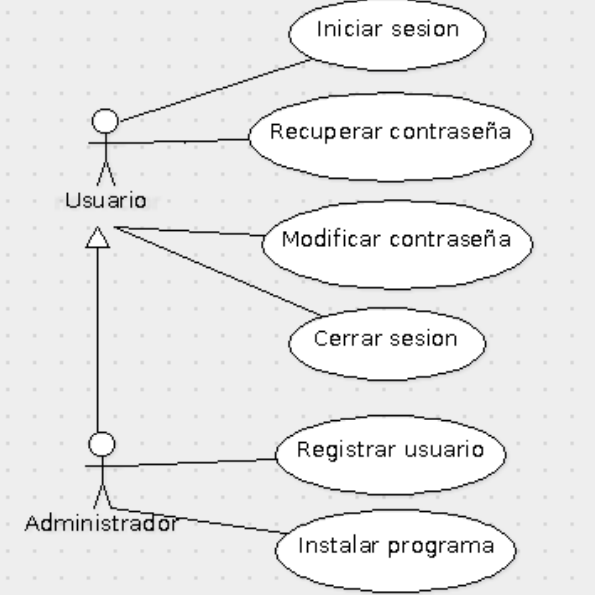 Iniciar sesion
Recuperar contraseña
Usuario
Modificar contraseña
Cerrar sesion
Registrar usuario
Administrador
Instalar programa